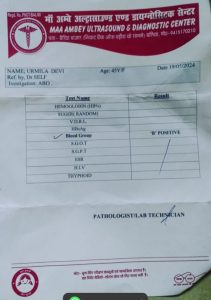 माँ अम्बे अल्ट्रासाउण्ड एण्ड डायग्नोस्टिक सेन्टर
MAA AMBEY ULTRASOUND & DIAGNOSTIC CENTER
NAME: URMILA DEVI Age: 45Y/F Date 19/05/2024
Ref. by, Dr SELF
Investigation: ABO
Test Name Result
HEMOGLOBIN (HB%)
SUGER( RANDOM)
V.D.R.L.
HBsAg
Blood Group 'B' POSITIVE
S.G.O.T
S.G.P.T
ESR
H.I.V
THYPHOID
PATHOLOGIST/LAB TECHNICIAN